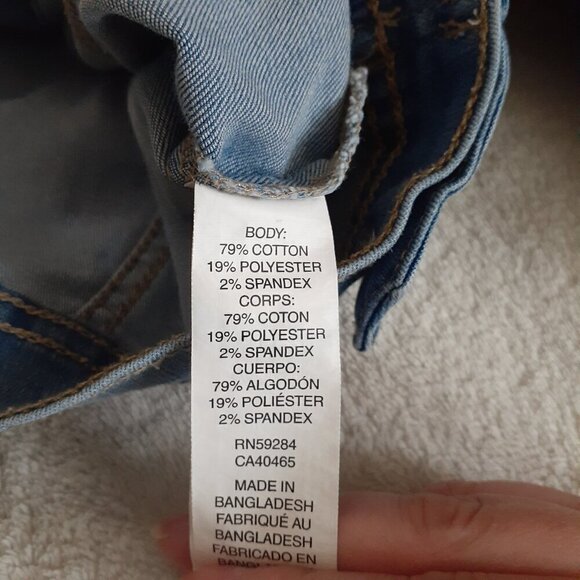 BODY:
79% COTTON
19% POLYESTER
2% SPANDEX
CORPS:
79% COTON
19% POLYESTER
2% SPANDEX
CUERPO:
79% ALGODÓN
19% POLIÉSTER
2% SPANDEX
RN59284
CA40465
MADE IN
BANGLADESH
FABRIQUÉ AU
BANGLADESH
FABRICADO EN